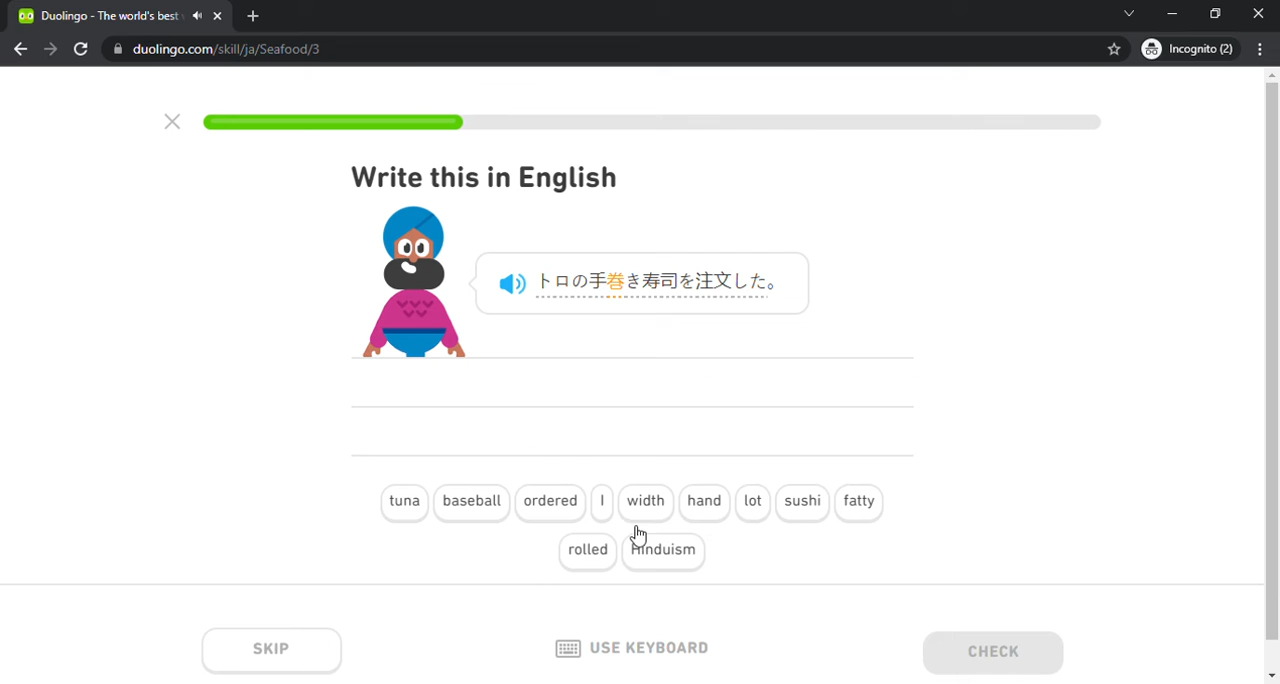 Duolingo - The world's best
duolingo.com/skill/ja/Seafood/3
Incognito (2)
Write this in English
トロの手巻き寿司を注文した。
tuna baseball ordered I width hand lot sushi fatty
rolled Hinduism
SKIP
USE KEYBOARD
CHECK